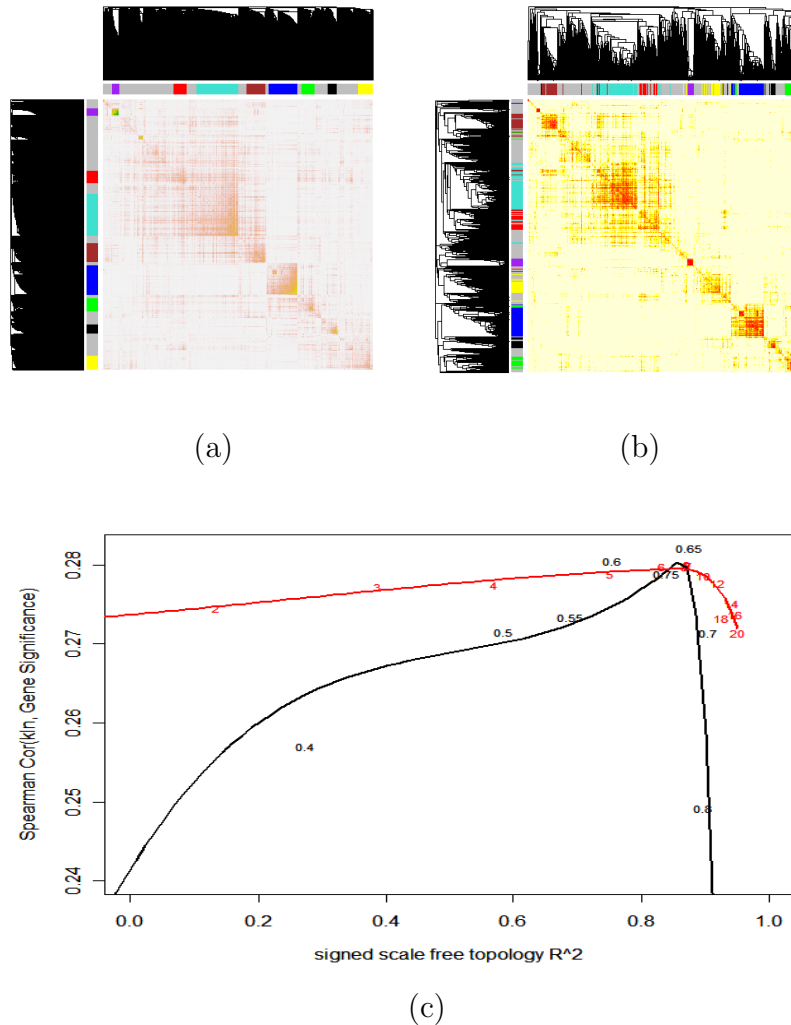 (a) (b)
Spearman Cor(kIn, Gene Significance)
0.28
0.27
0.26
0.25
0.24
2 3 4 5 6 7 10 12 14 16 18 20
0.4 0.5 0.55 0.6 0.65 0.75 0.7 0.8
0.0 0.2 0.4 0.6 0.8 1.0
signed scale free topology R^2
(c)